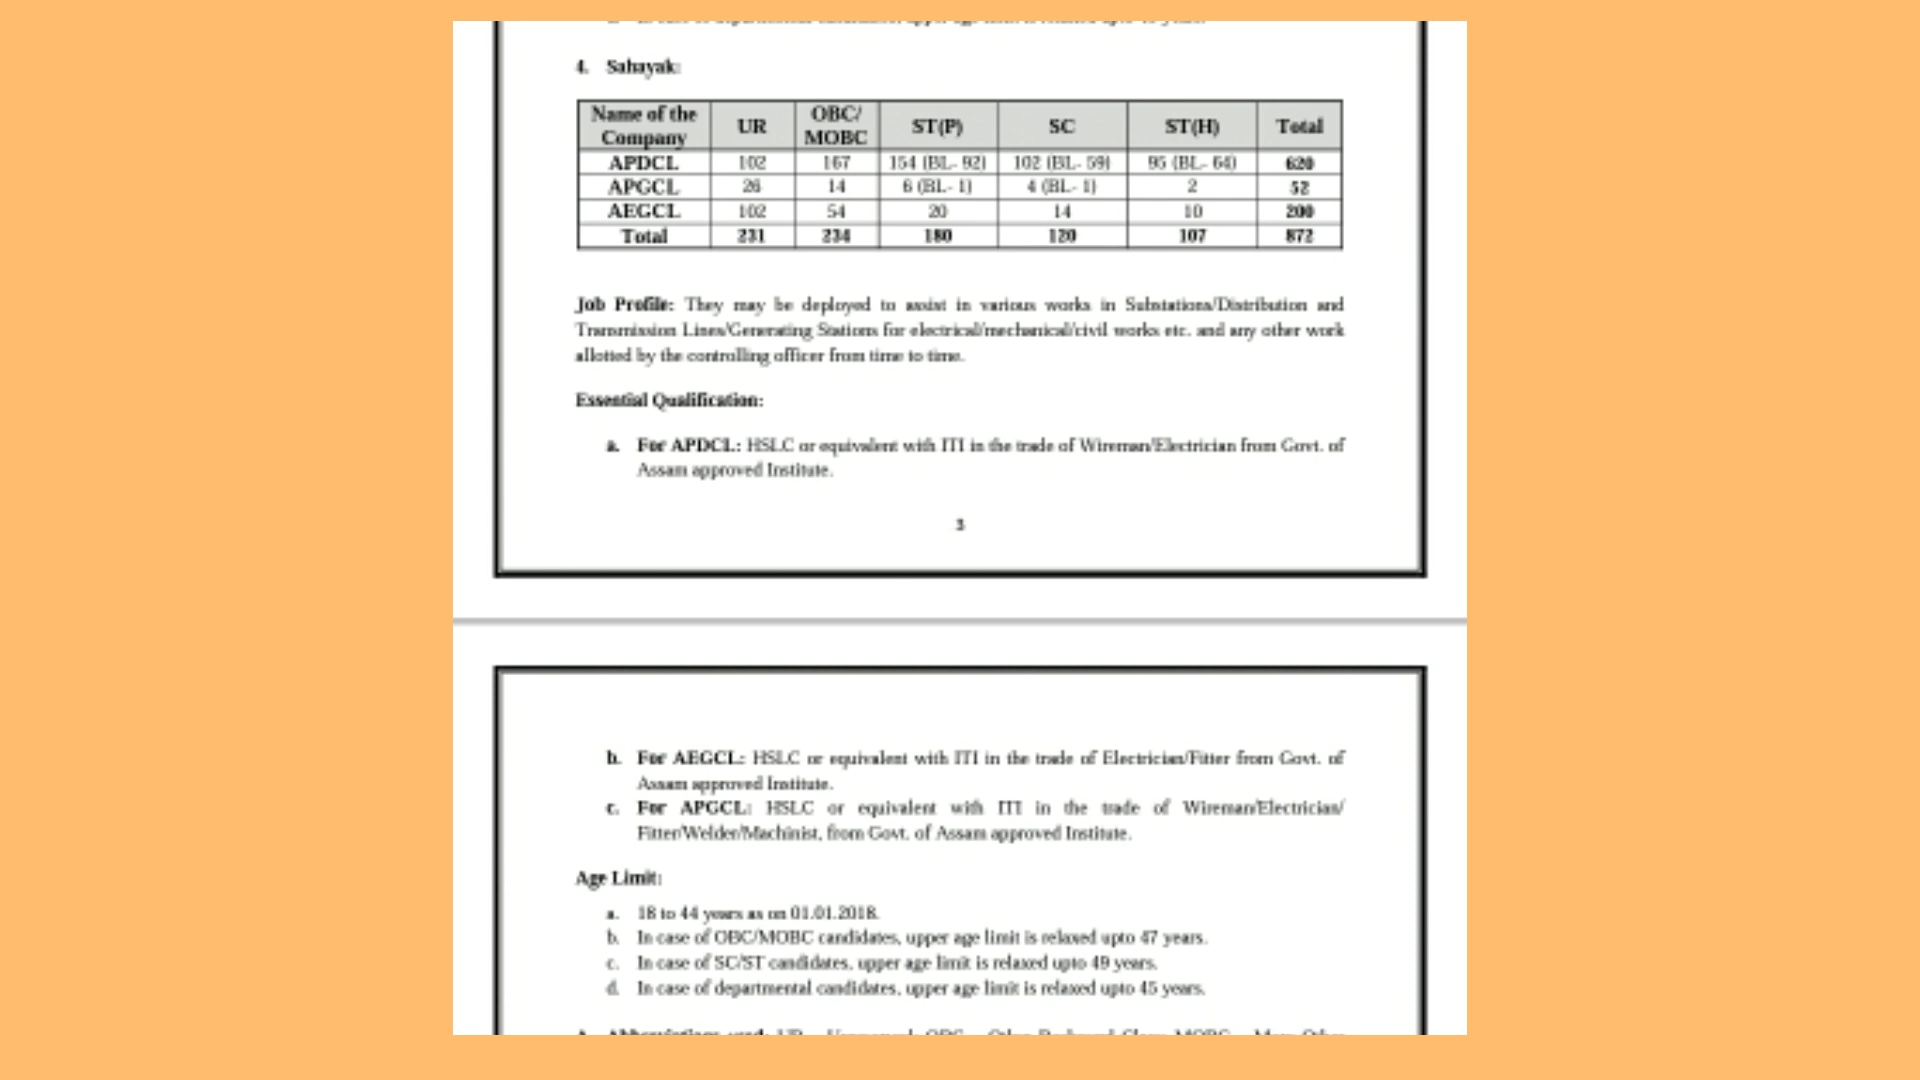 4. Sahayak:
Name of the Company UR OBC/ MOBC ST(P) SC ST(H) Total
APDCL 102 167 154 (BL- 92) 102 (BL- 59) 95 (BL- 64) 620
APGCL 26 14 6 (BL- 1) 4 (BL- 1) 2 52
AEGCL 102 54 20 14 10 200
Total 231 234 180 120 107 872
Job Profile: They may be deployed to assist in various works in Substations/Distribution and
Transmission Lines/Generating Stations for electrical/mechanical/civil works etc. and any other work
allotted by the controlling officer from time to time.
Essential Qualification:
a. For APDCL: HSLC or equivalent with ITI in the trade of Wireman/Electrician from Govt. of
Assam approved Institute.
3
b. For AEGCL: HSLC or equivalent with ITI in the trade of Electrician/Fitter from Govt. of
Assam approved Institute.
c. For APGCL: HSLC or equivalent with ITI in the trade of Wireman/Electrician/
Fitter/Welder/Machinist, from Govt. of Assam approved Institute.
Age Limit:
a. 18 to 44 years as on 01.01.2018.
b. In case of OBC/MOBC candidates, upper age limit is relaxed upto 47 years.
c. In case of SC/ST candidates, upper age limit is relaxed upto 49 years.
d. In case of departmental candidates, upper age limit is relaxed upto 45 years.